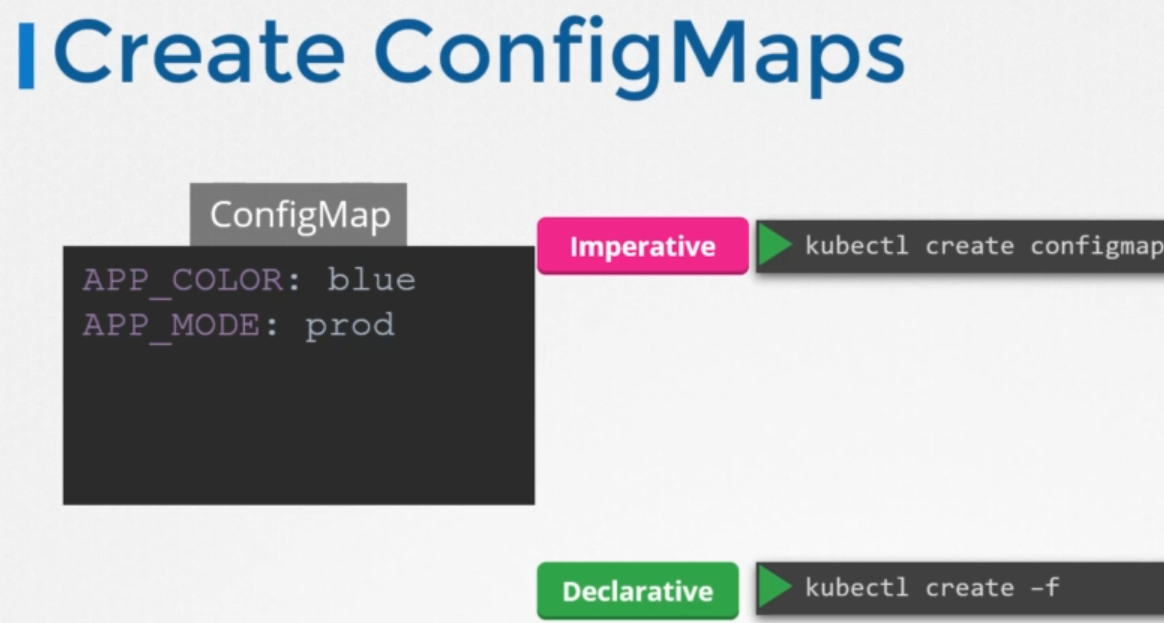 Create ConfigMaps
ConfigMap
APP_COLOR: blue
APP_MODE: prod
Imperative
kubectl create configmap
Declarative
kubectl create –f